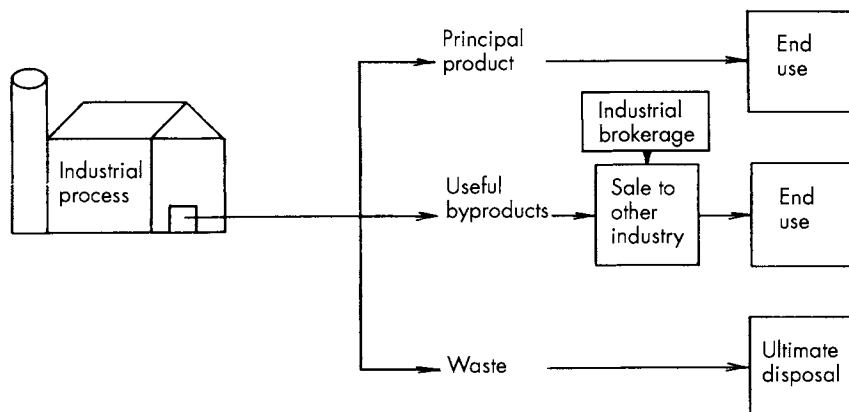 Industrial
process
Principal
product
End
use
Industrial
brokerage
Useful
byproducts
Sale to
other
industry
End
use
Waste
Ultimate
disposal